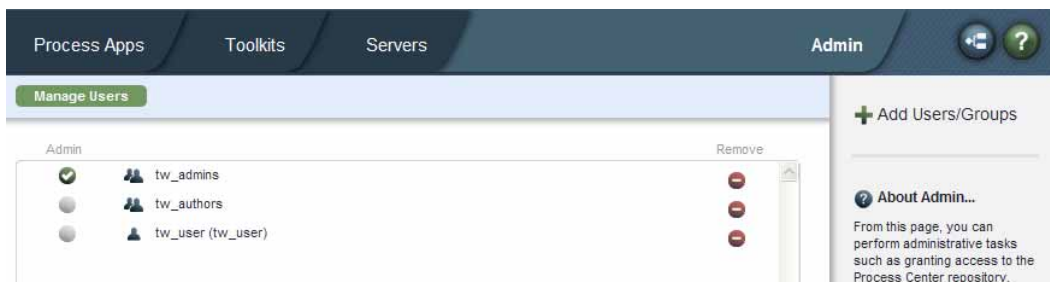 Process Apps Toolkits Servers Admin ?
Manage Users
Add Users/Groups
Admin Remove
tw_admins
tw_authors
tw_user (tw_user)
? About Admin...
From this page, you can
perform administrative tasks
such as granting access to the
Process Center repository,